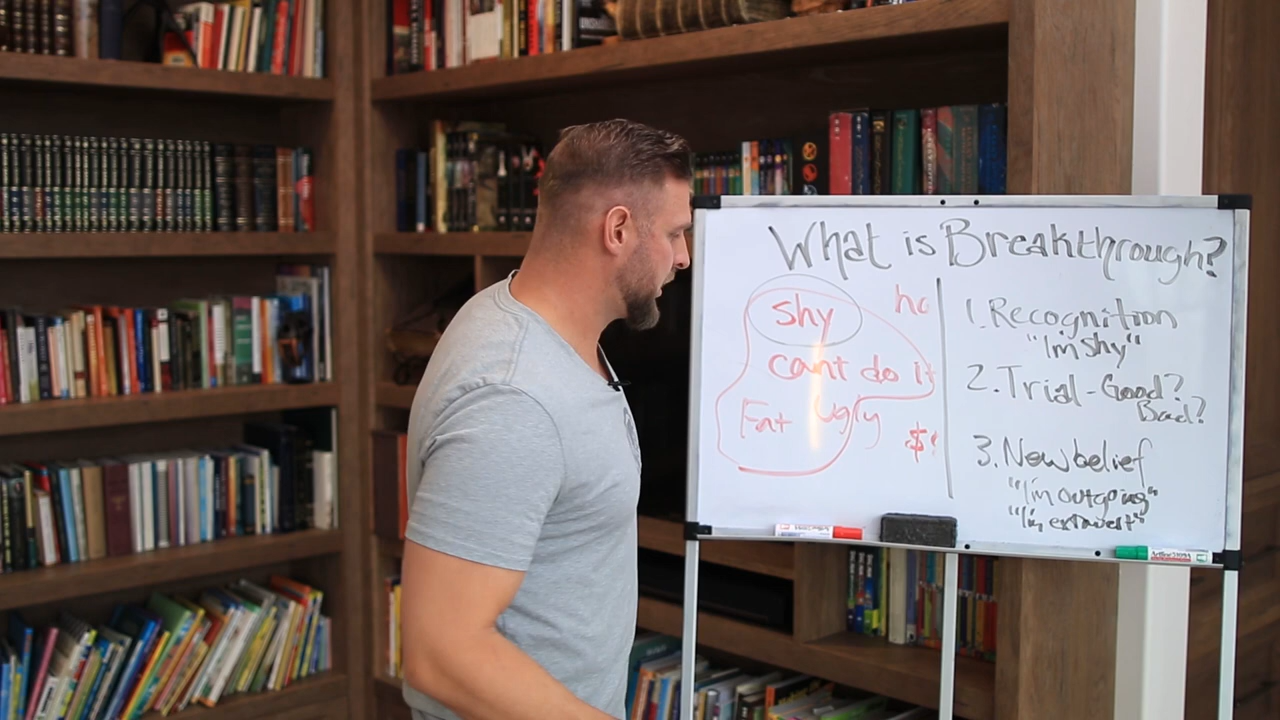 What is Breakthrough?
shy
ho
can't do it
Fat Ugly
1. Recognition
"I'm shy"
2. Trial - Good?
Bad?
3. New belief
"I'm outgoing"
"I'm extrovert"